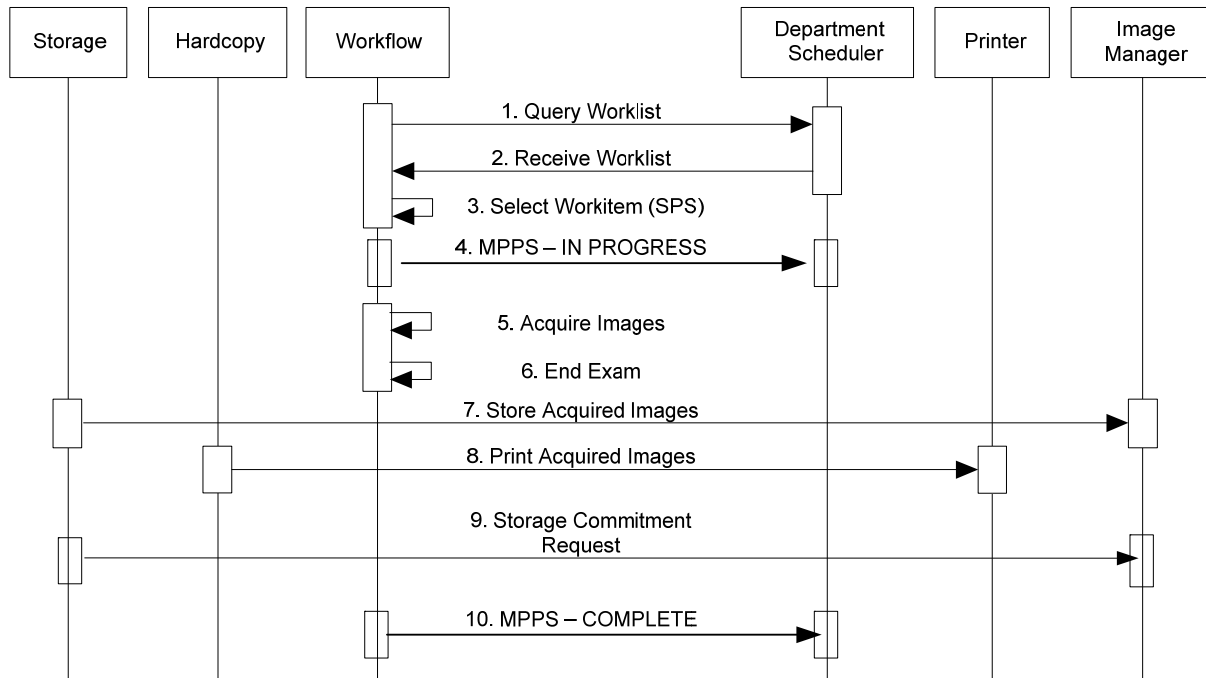 Storage
Hardcopy
Workflow
Department
Scheduler
Printer
Image
Manager
1. Query Worklist
2. Receive Worklist
3. Select Workitem (SPS)
4. MPPS – IN PROGRESS
5. Acquire Images
6. End Exam
7. Store Acquired Images
8. Print Acquired Images
9. Storage Commitment
Request
10. MPPS – COMPLETE